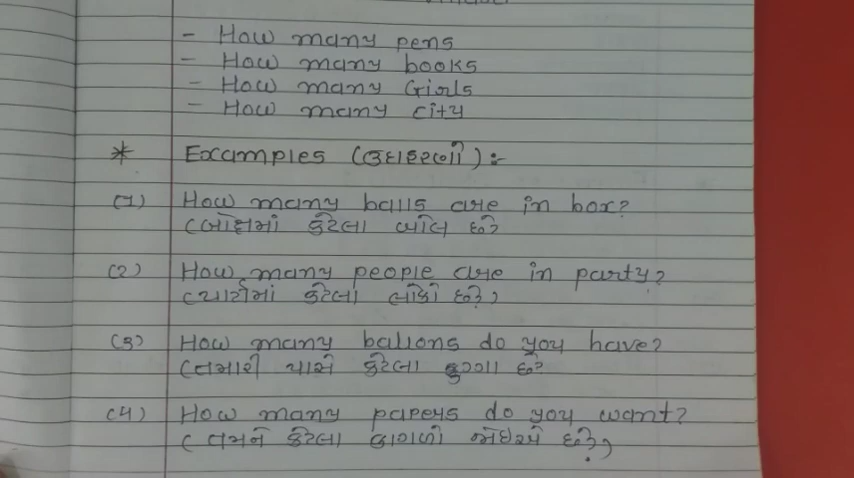 - How many pens
- How many books
- How many Girls
- How many city
* Examples (ઉદાહરણો) :-
(1) How many balls are in box?
(બોક્ષમાં કેટલા બોલ છે?
(2) How many people are in party?
(પાર્ટીમાં કેટલા લોકો છે?)
(3) How many ballons do you have?
(તમારી પાસે કેટલા ફુગ્ગા છે?
(4) How many papers do you want?
(તમને કેટલા કાગળો જોઇએ છે?)